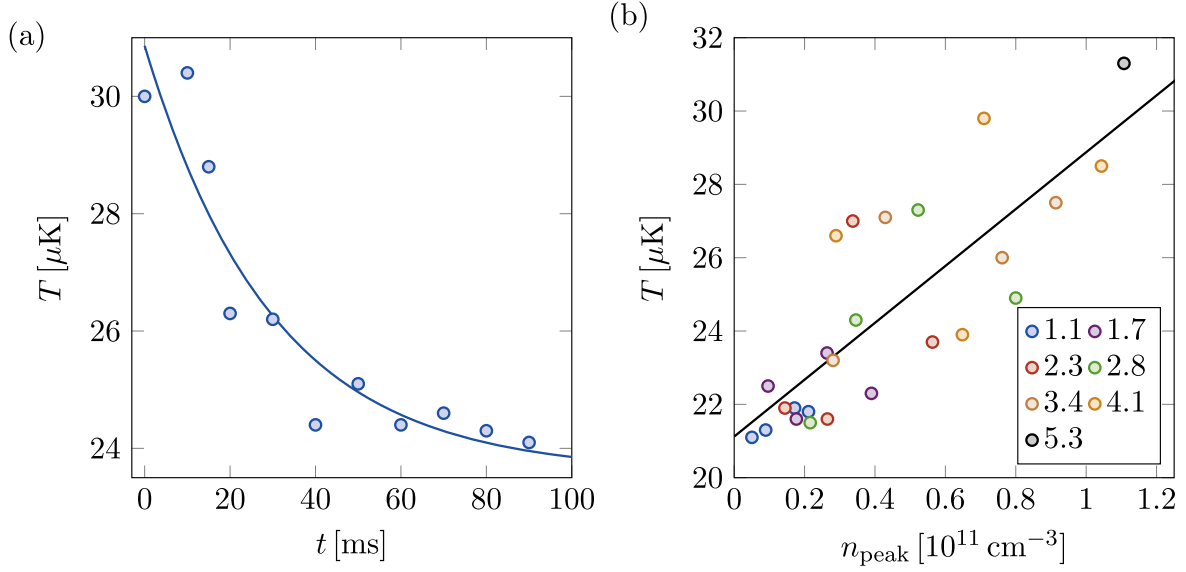 (a)
30
28
26
24
T [μK]
0 20 40 60 80 100
t [ms]
(b)
32
30
28
26
24
22
20
T [μK]
0 0.2 0.4 0.6 0.8 1 1.2
n_peak [10^11 cm^−3]
1.1 1.7
2.3 2.8
3.4 4.1
5.3